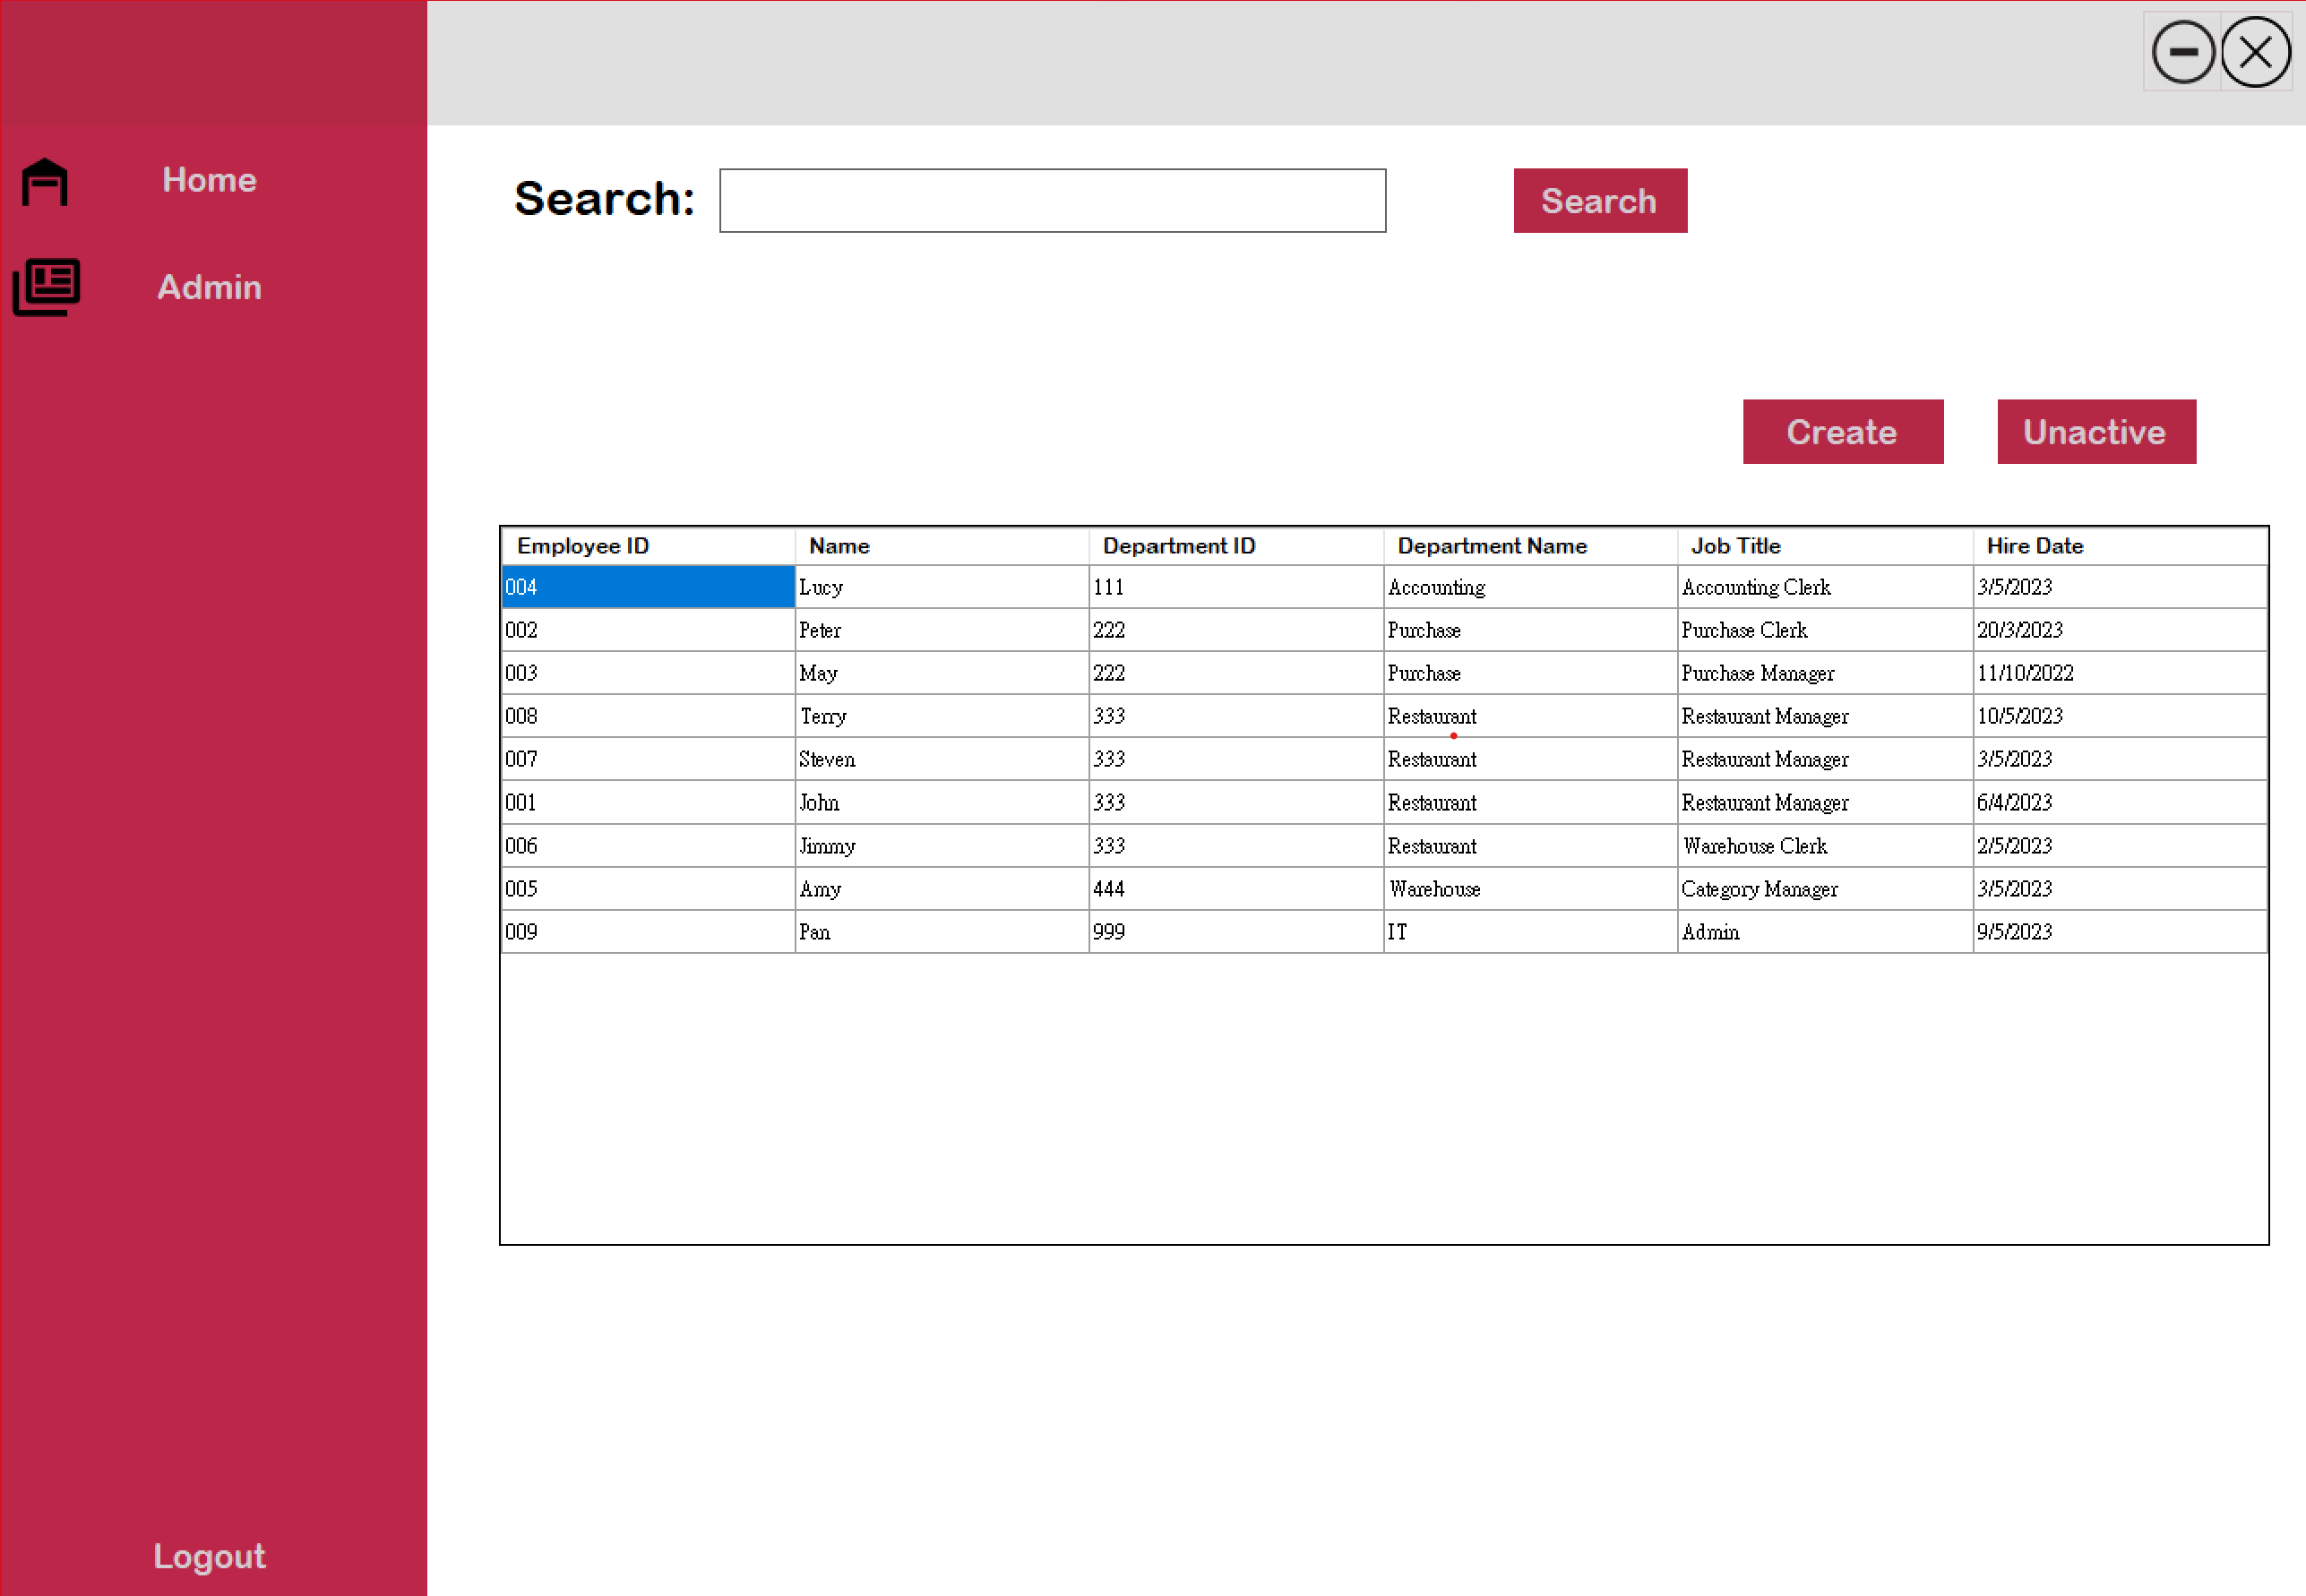 Home
Admin
Logout
Search:
Search
Create Unactive
Employee ID Name Department ID Department Name Job Title Hire Date
004 Lucy 111 Accounting Accounting Clerk 3/5/2023
002 Peter 222 Purchase Purchase Clerk 20/3/2023
003 May 222 Purchase Purchase Manager 11/10/2022
008 Terry 333 Restaurant Restaurant Manager 10/5/2023
007 Steven 333 Restaurant Restaurant Manager 3/5/2023
001 John 333 Restaurant Restaurant Manager 6/4/2023
006 Jimmy 333 Restaurant Warehouse Clerk 2/5/2023
005 Amy 444 Warehouse Category Manager 3/5/2023
009 Pan 999 IT Admin 9/5/2023